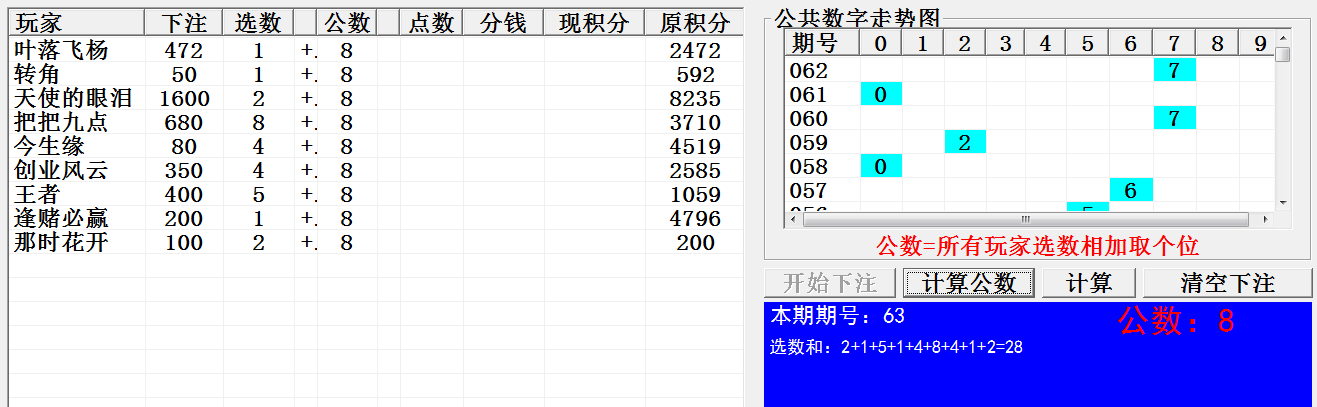 玩家 下注 选数 公数 点数 分钱 现积分 原积分
叶落飞杨 472 1 +. 8 2472
转角 50 1 +. 8 592
天使的眼泪 1600 2 +. 8 8235
把把九点 680 8 +. 8 3710
今生缘 80 4 +. 8 4519
创业风云 350 4 +. 8 2585
王者 400 5 +. 8 1059
逢赌必赢 200 1 +. 8 4796
那时花开 100 2 +. 8 200
公共数字走势图
期号 0 1 2 3 4 5 6 7 8 9
062 7
061 0
060 7
059 2
058 0
057 6
056 5
公数=所有玩家选数相加取个位
开始下注 计算公数 计算 清空下注
本期期号：63 公数：8
选数和：2+1+5+1+4+8+4+1+2=28